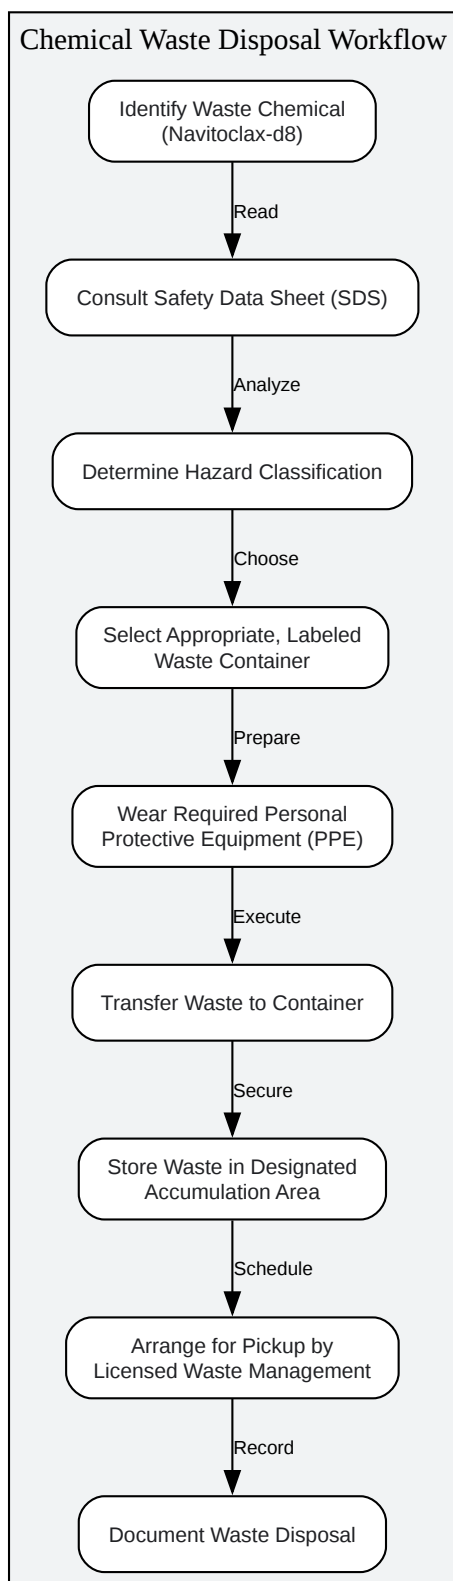 Chemical Waste Disposal Workflow
Identify Waste Chemical
(Navitoclax-d8)
Read
Consult Safety Data Sheet (SDS)
Analyze
Determine Hazard Classification
Choose
Select Appropriate, Labeled
Waste Container
Prepare
Wear Required Personal
Protective Equipment (PPE)
Execute
Transfer Waste to Container
Secure
Store Waste in Designated
Accumulation Area
Schedule
Arrange for Pickup by
Licensed Waste Management
Record
Document Waste Disposal